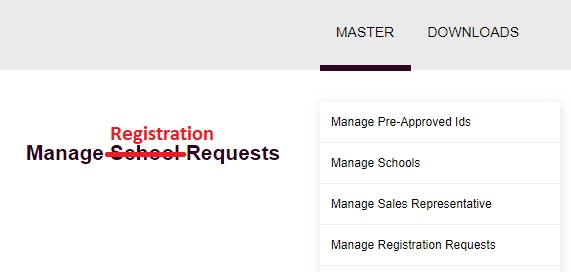 MASTER DOWNLOADS
Registration
Manage School Requests
Manage Pre-Approved Ids
Manage Schools
Manage Sales Representative
Manage Registration Requests